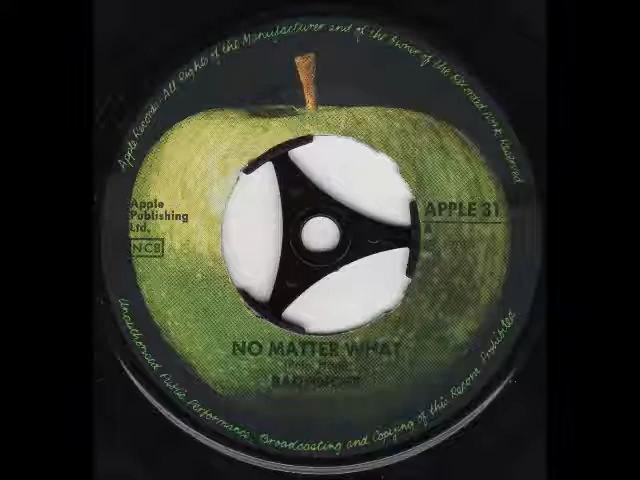 Apple Records. All Rights of the Manufacturer and of the Owner of the Recorded Work Reserved
Apple
Publishing
Ltd.
NCB
APPLE 31
A
NO MATTER WHAT
BADFINGER
Unauthorised Public Performance, Broadcasting and Copying of this Record Prohibited